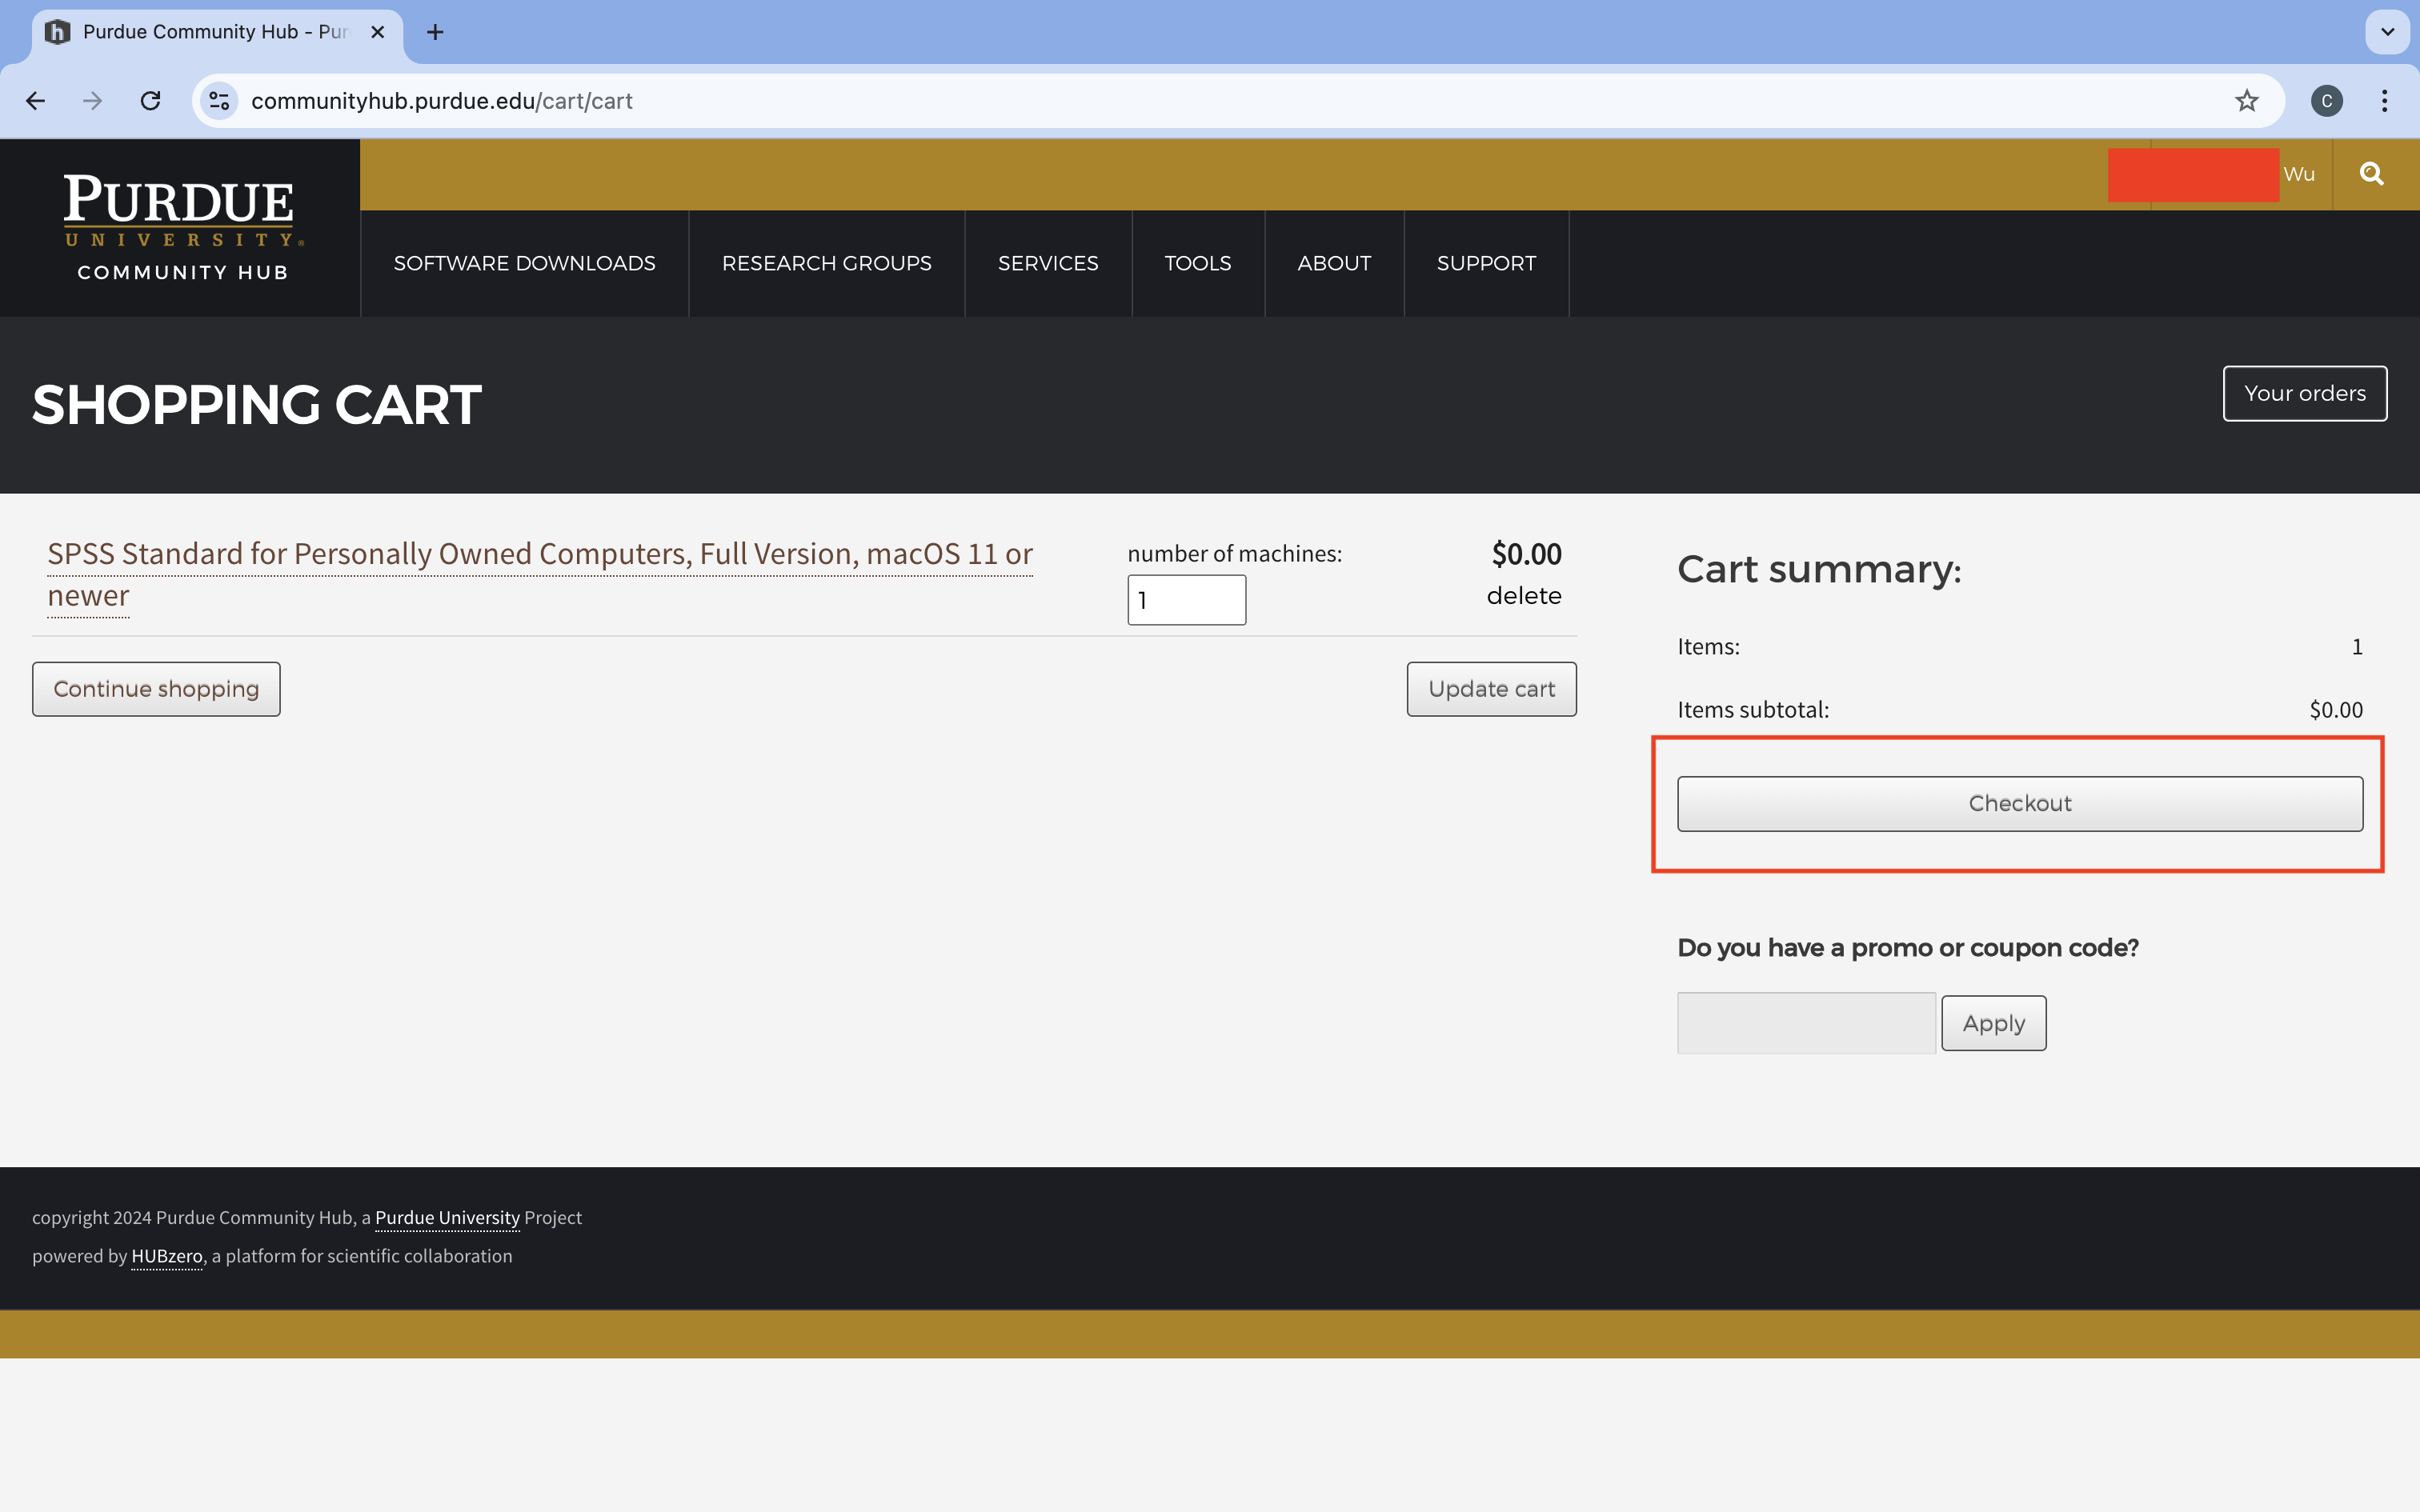 Purdue Community Hub - Pur
communityhub.purdue.edu/cart/cart
C
PURDUE
UNIVERSITY®
COMMUNITY HUB
Wu
SOFTWARE DOWNLOADS
RESEARCH GROUPS
SERVICES
TOOLS
ABOUT
SUPPORT
SHOPPING CART
Your orders
SPSS Standard for Personally Owned Computers, Full Version, macOS 11 or
newer
number of machines:
1
$0.00
delete
Continue shopping
Update cart
Cart summary:
Items: 1
Items subtotal: $0.00
Checkout
Do you have a promo or coupon code?
Apply
copyright 2024 Purdue Community Hub, a Purdue University Project
powered by HUBzero, a platform for scientific collaboration